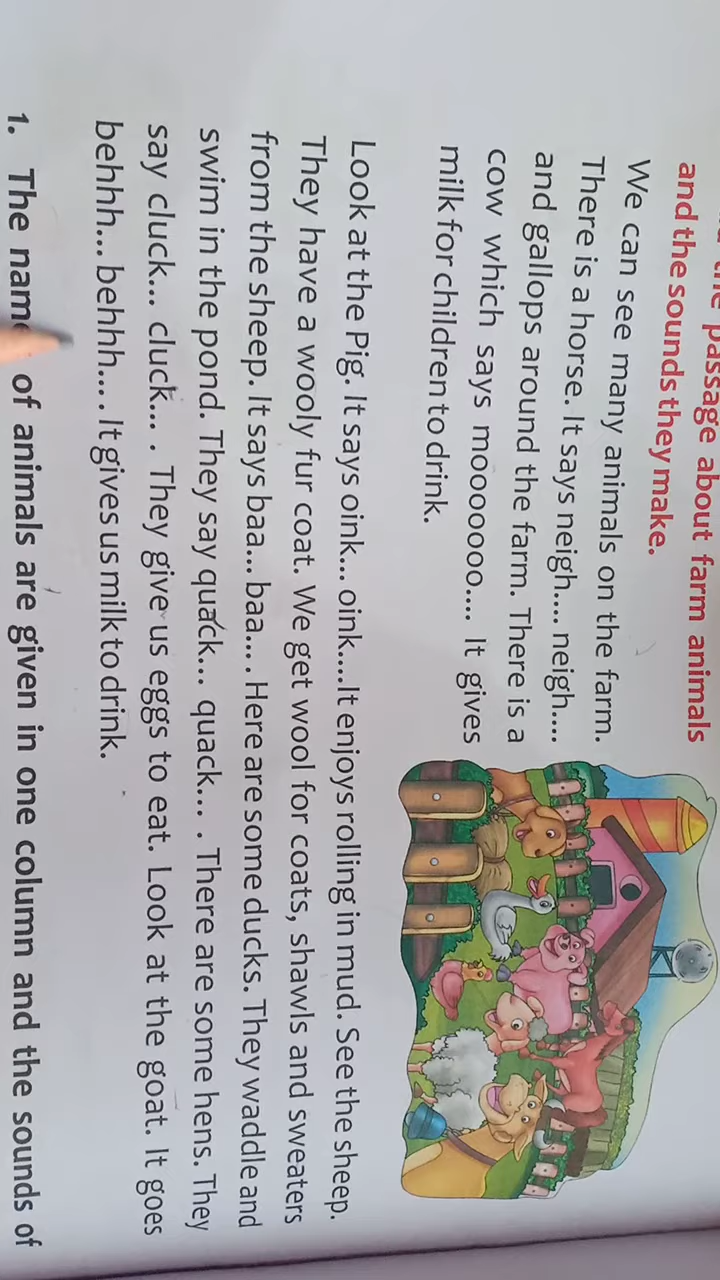 the passage about farm animals
and the sounds they make.
We can see many animals on the farm.
There is a horse. It says neigh.... neigh....
and gallops around the farm. There is a
cow which says mooooooo.... It gives
milk for children to drink.
Look at the Pig. It says oink... oink....It enjoys rolling in mud. See the sheep.
They have a wooly fur coat. We get wool for coats, shawls and sweaters
from the sheep. It says baa... baa... . Here are some ducks. They waddle and
swim in the pond. They say quack... quack... . There are some hens. They
say cluck... cluck... . They give us eggs to eat. Look at the goat. It goes
behhh... behhh... . It gives us milk to drink.
1. The of animals are given in one column and the sounds of